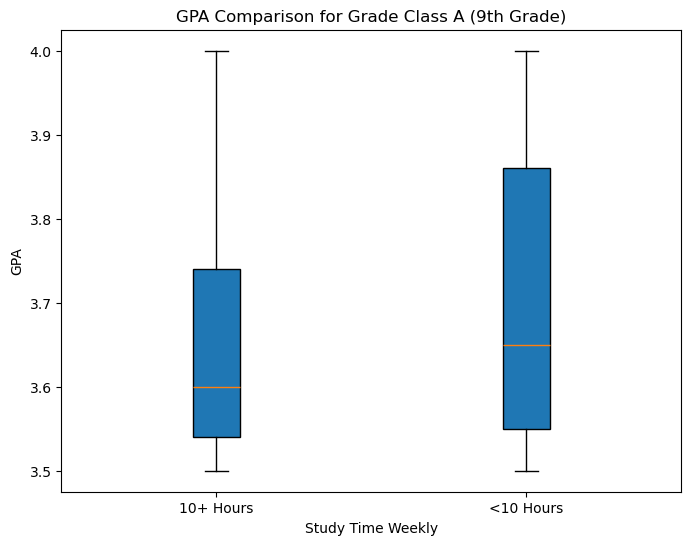 GPA Comparison for Grade Class A (9th Grade)
4.0
3.9
3.8
3.7
3.6
3.5
GPA
10+ Hours
<10 Hours
Study Time Weekly